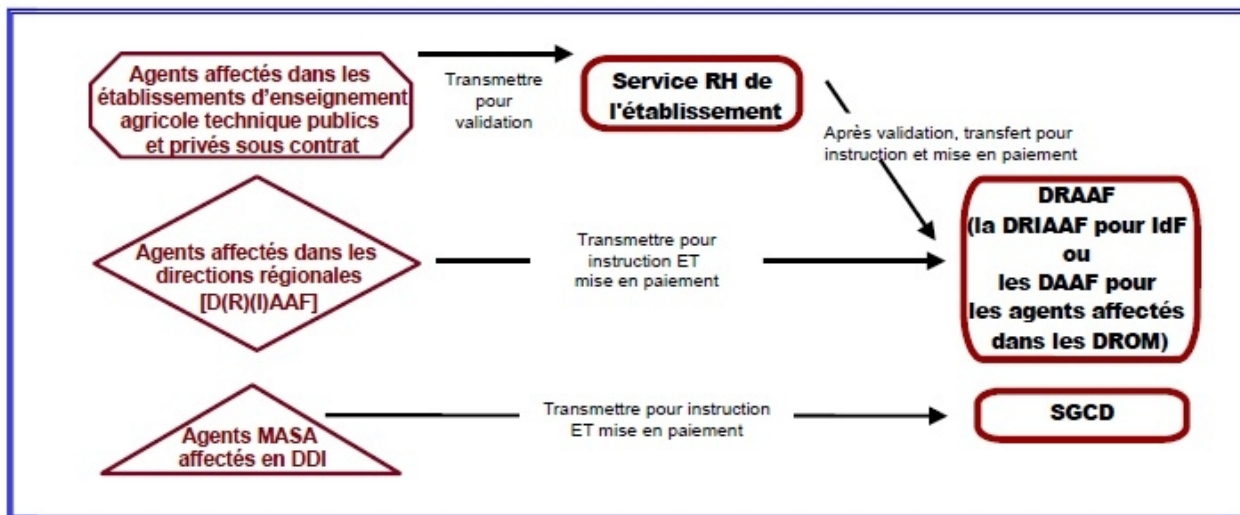 Agents affectés dans les
établissements d'enseignement
agricole technique publics
et privés sous contrat
Transmettre
pour
validation
Service RH de
l'établissement
Après validation, transfert pour
instruction et mise en paiement
Agents affectés dans les
directions régionales
[D(R)(I)AAF]
Transmettre pour
instruction ET
mise en paiement
DRAAF
(la DRIAAF pour IdF
ou
les DAAF pour
les agents affectés
dans les DROM)
Agents MASA
affectés en DDI
Transmettre pour instruction
ET mise en paiement
SGCD